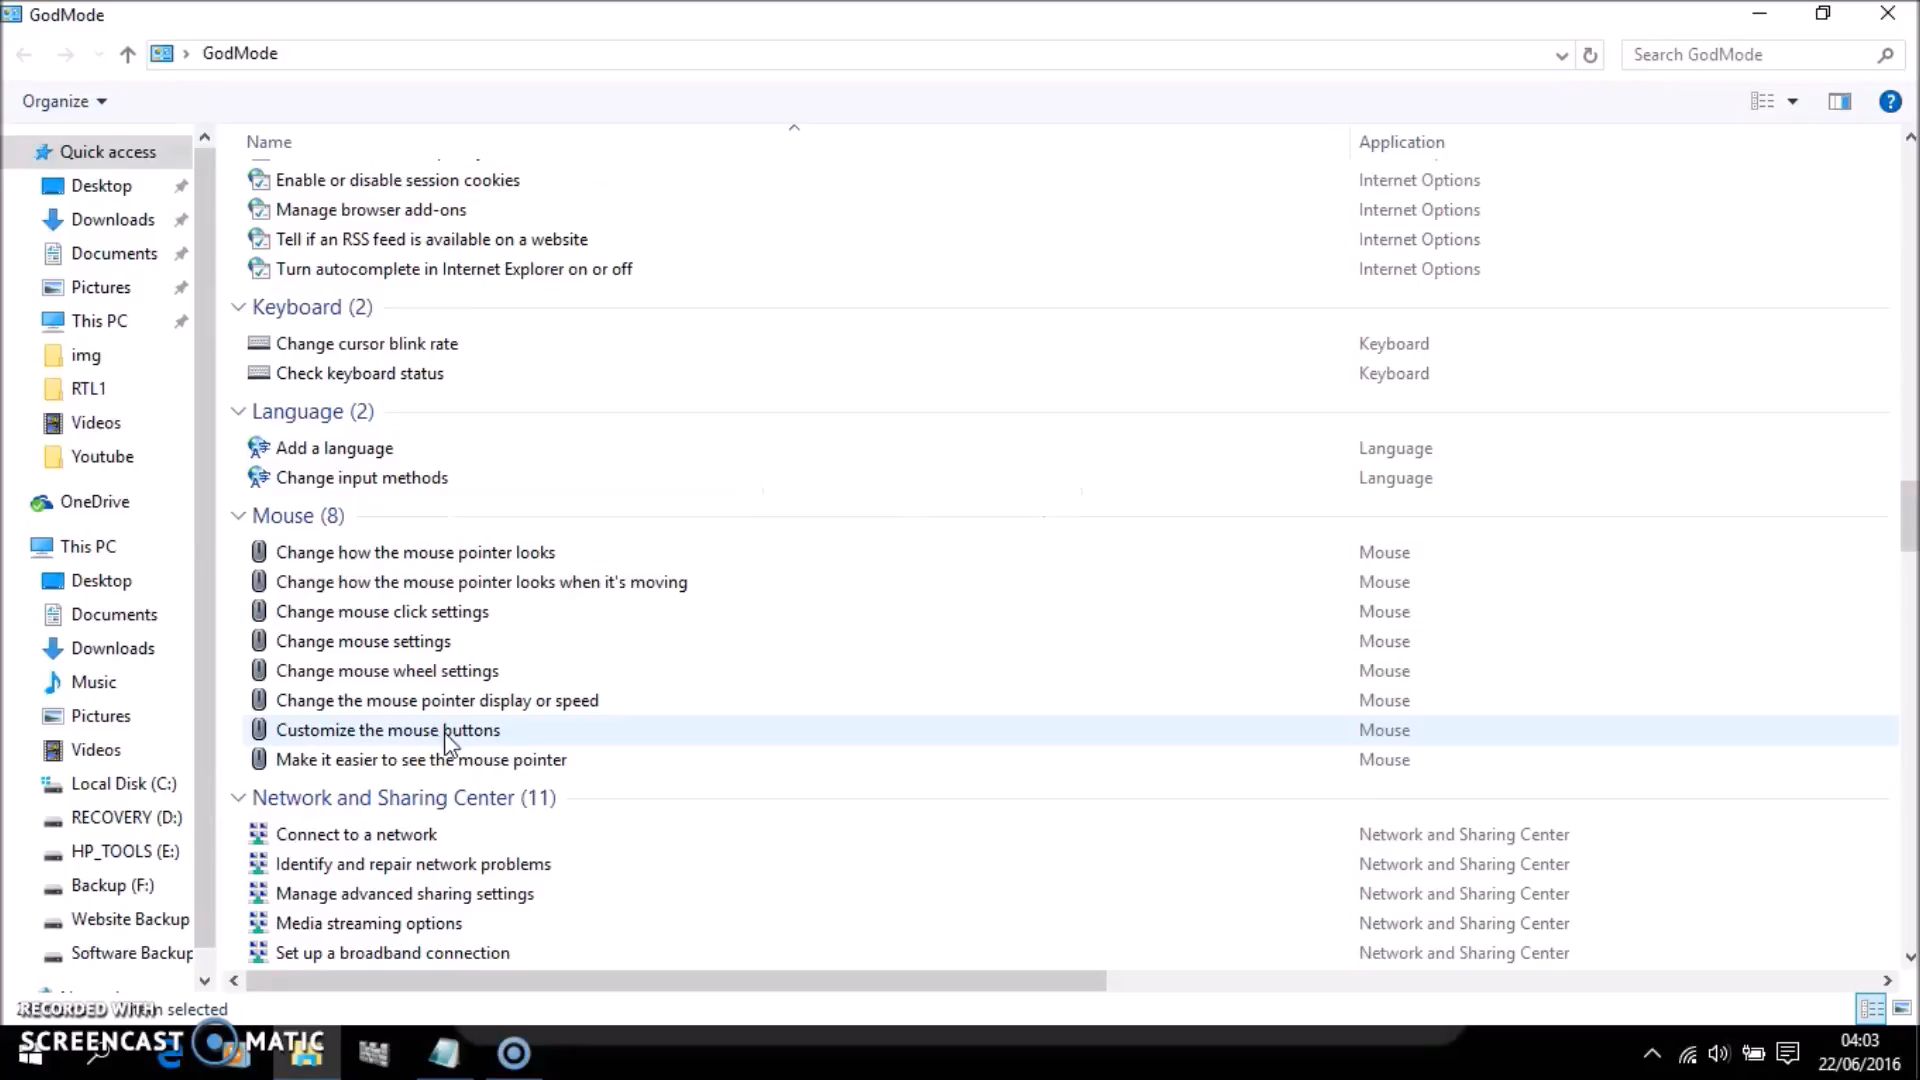 GodMode
GodMode
Search GodMode
Organize
Name
Application
Quick access
Desktop
Downloads
Documents
Pictures
This PC
img
RTL1
Videos
Youtube
OneDrive
This PC
Desktop
Documents
Downloads
Music
Pictures
Videos
Local Disk (C:)
RECOVERY (D:)
HP_TOOLS (E:)
Backup (F:)
Website Backup
Software Backup
Enable or disable session cookies Internet Options
Manage browser add-ons Internet Options
Tell if an RSS feed is available on a website Internet Options
Turn autocomplete in Internet Explorer on or off Internet Options
Keyboard (2)
Change cursor blink rate Keyboard
Check keyboard status Keyboard
Language (2)
Add a language Language
Change input methods Language
Mouse (8)
Change how the mouse pointer looks Mouse
Change how the mouse pointer looks when it's moving Mouse
Change mouse click settings Mouse
Change mouse settings Mouse
Change mouse wheel settings Mouse
Change the mouse pointer display or speed Mouse
Customize the mouse buttons Mouse
Make it easier to see the mouse pointer Mouse
Network and Sharing Center (11)
Connect to a network Network and Sharing Center
Identify and repair network problems Network and Sharing Center
Manage advanced sharing settings Network and Sharing Center
Media streaming options Network and Sharing Center
Set up a broadband connection Network and Sharing Center
selected
RECORDED WITH
SCREENCAST MATIC
04:03
22/06/2016